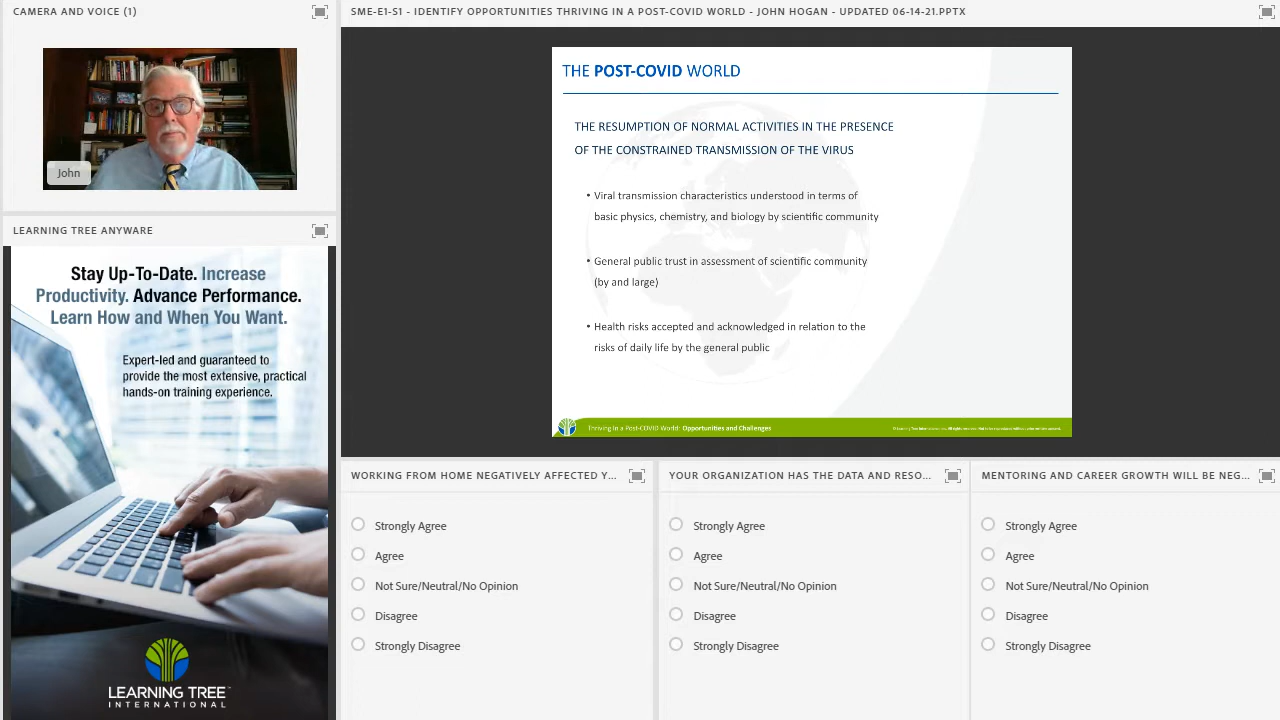 CAMERA AND VOICE (1)
John
LEARNING TREE ANYWARE
Stay Up-To-Date. Increase
Productivity. Advance Performance.
Learn How and When You Want.
Expert-led and guaranteed to
provide the most extensive, practical
hands-on training experience.
LEARNING TREE
INTERNATIONAL
SME-E1-S1 - IDENTIFY OPPORTUNITIES THRIVING IN A POST-COVID WORLD - JOHN HOGAN - UPDATED 06-14-21.PPTX
THE POST-COVID WORLD
THE RESUMPTION OF NORMAL ACTIVITIES IN THE PRESENCE
OF THE CONSTRAINED TRANSMISSION OF THE VIRUS
• Viral transmission characteristics understood in terms of
basic physics, chemistry, and biology by scientific community
• General public trust in assessment of scientific community
(by and large)
• Health risks accepted and acknowledged in relation to the
risks of daily life by the general public
Thriving In a Post-COVID World: Opportunities and Challenges
WORKING FROM HOME NEGATIVELY AFFECTED Y...
Strongly Agree
Agree
Not Sure/Neutral/No Opinion
Disagree
Strongly Disagree
YOUR ORGANIZATION HAS THE DATA AND RESO...
Strongly Agree
Agree
Not Sure/Neutral/No Opinion
Disagree
Strongly Disagree
MENTORING AND CAREER GROWTH WILL BE NEG...
Strongly Agree
Agree
Not Sure/Neutral/No Opinion
Disagree
Strongly Disagree